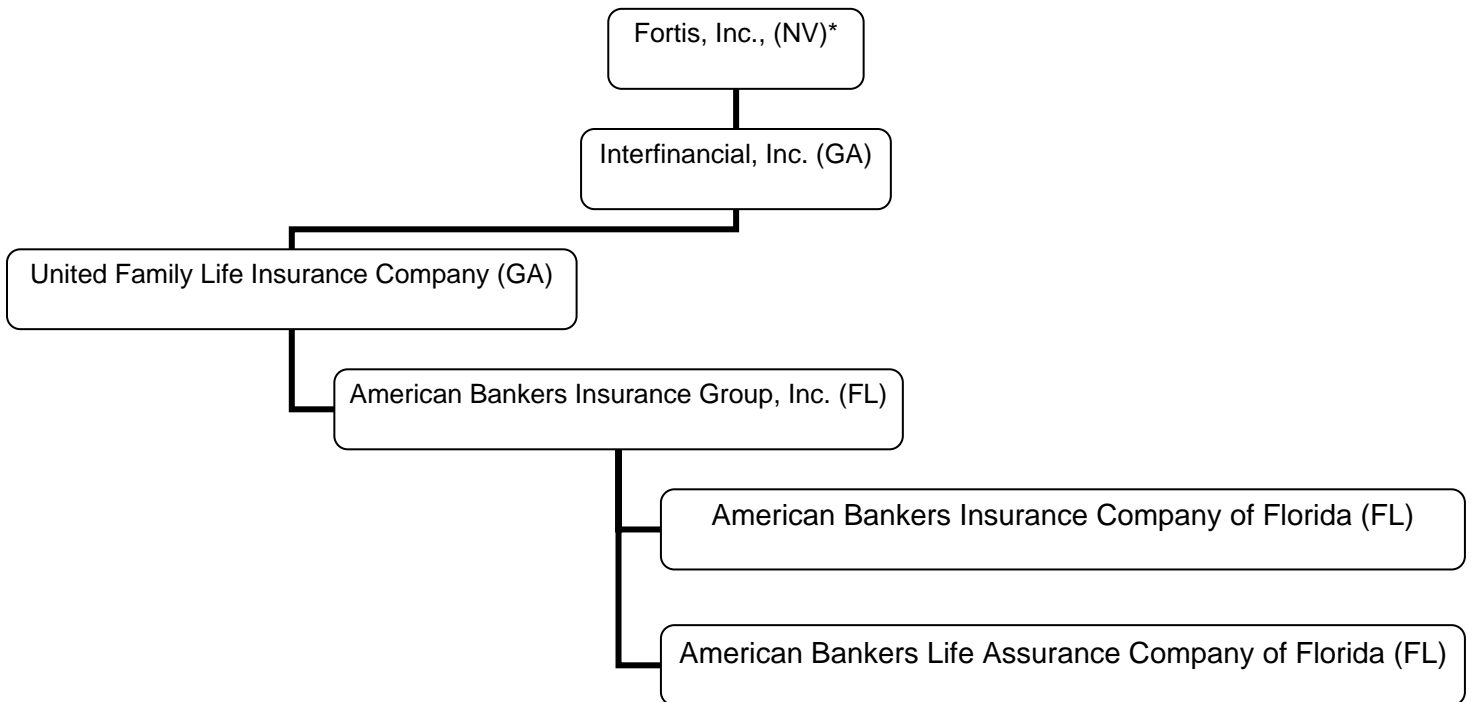 Fortis, Inc., (NV)*
Interfinancial, Inc. (GA)
United Family Life Insurance Company (GA)
American Bankers Insurance Group, Inc. (FL)
American Bankers Insurance Company of Florida (FL)
American Bankers Life Assurance Company of Florida (FL)